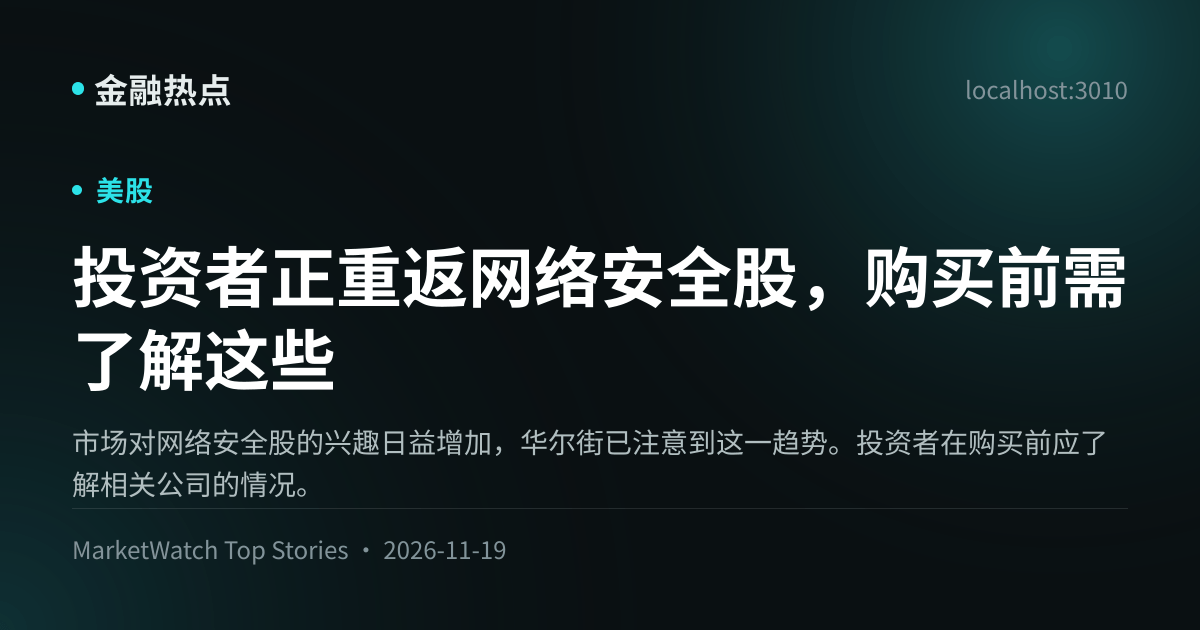 金融热点
localhost:3010
美股
投资者正重返网络安全股，购买前需
了解这些
市场对网络安全股的兴趣日益增加，华尔街已注意到这一趋势。投资者在购买前应了
解相关公司的情况。
MarketWatch Top Stories · 2026-11-19